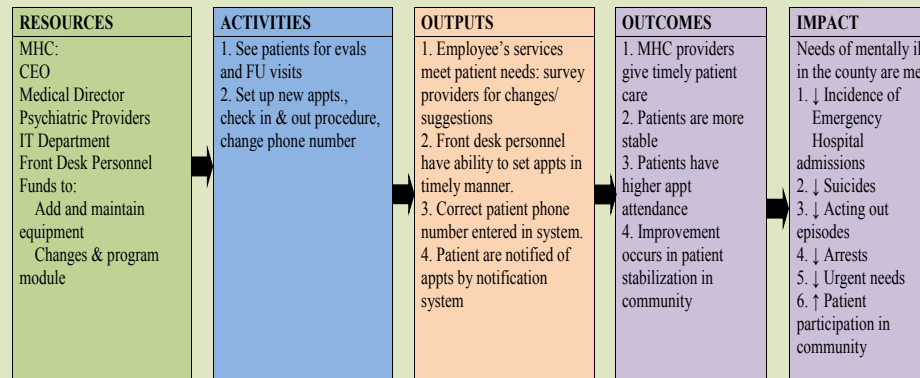 RESOURCES
MHC:
CEO
Medical Director
Psychiatric Providers
IT Department
Front Desk Personnel
Funds to:
Add and maintain
equipment
Changes & program
module
ACTIVITIES
1. See patients for evals
and FU visits
2. Set up new appts.,
check in & out procedure,
change phone number
OUTPUTS
1. Employee’s services
meet patient needs: survey
providers for changes/
suggestions
2. Front desk personnel
have ability to set appts in
timely manner.
3. Correct patient phone
number entered in system.
4. Patient are notified of
appts by notification
system
OUTCOMES
1. MHC providers
give timely patient
care
2. Patients are more
stable
3. Patients have
higher appt
attendance
4. Improvement
occurs in patient
stabilization in
community
IMPACT
Needs of mentally
in the county are
1. ↓ Incidence of
Emergency
Hospital
admissions
2. ↓ Suicides
3. ↓ Acting out
episodes
4. ↓ Arrests
5. ↓ Urgent needs
6. ↑ Patient
participation in
community